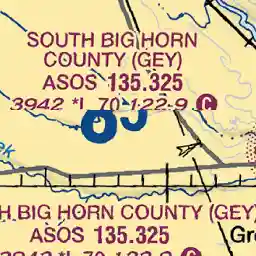 SOUTH BIG HORN
COUNTY (GEY)
ASOS 135.325
3942 *L 70 122.9 C
H BIG HORN COUNTY (GEY)
ASOS 135.325
Gr